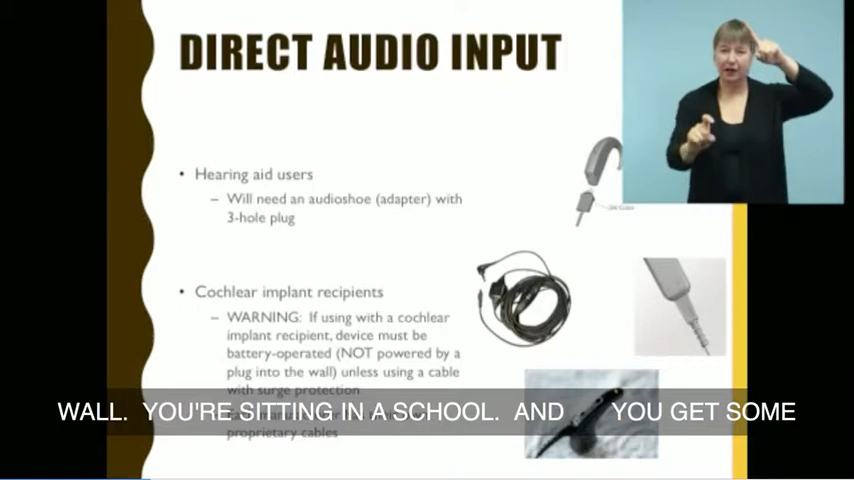 DIRECT AUDIO INPUT
• Hearing aid users
– Will need an audioshoe (adapter) with
3-hole plug
• Cochlear implant recipients
– WARNING: If using with a cochlear
implant recipient, device must be
battery-operated (NOT powered by a
plug into the wall) unless using a cable
with surge protection
proprietary cables
WALL. YOU'RE SITTING IN A SCHOOL. AND YOU GET SOME